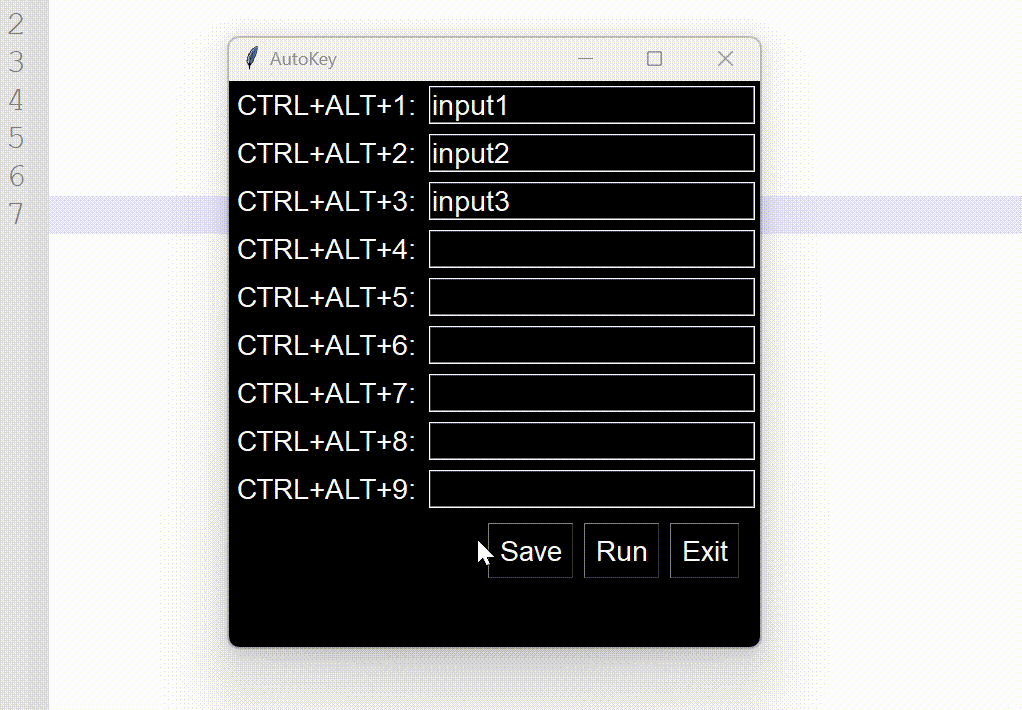 2
3
4
5
6
7
AutoKey
CTRL+ALT+1: input1
CTRL+ALT+2: input2
CTRL+ALT+3: input3
CTRL+ALT+4:
CTRL+ALT+5:
CTRL+ALT+6:
CTRL+ALT+7:
CTRL+ALT+8:
CTRL+ALT+9:
Save Run Exit